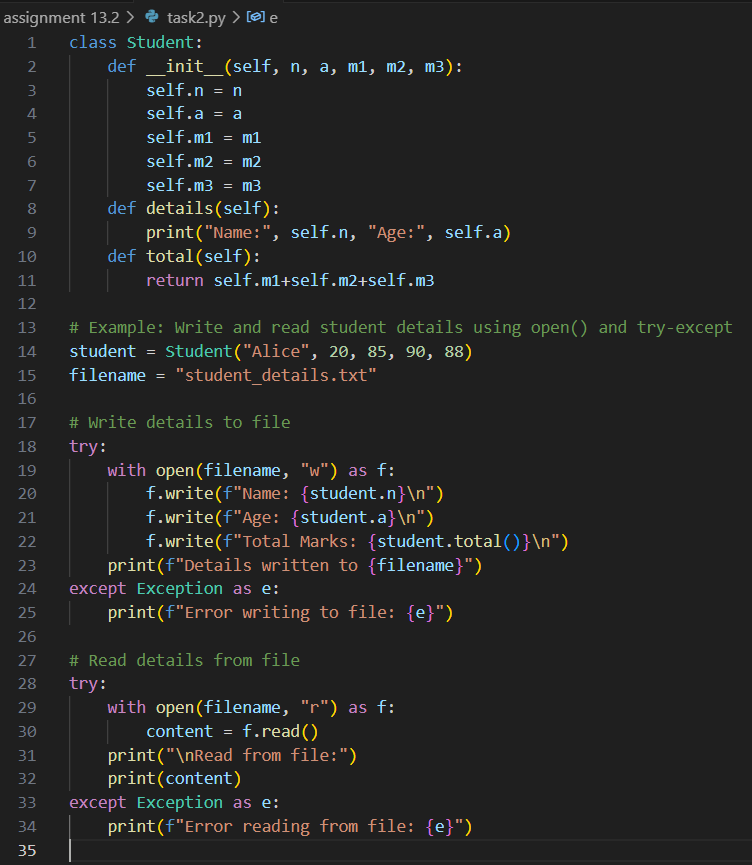 assignment 13.2 > task2.py > e
1 class Student:
2     def __init__(self, n, a, m1, m2, m3):
3         self.n = n
4         self.a = a
5         self.m1 = m1
6         self.m2 = m2
7         self.m3 = m3
8     def details(self):
9         print("Name:", self.n, "Age:", self.a)
10     def total(self):
11         return self.m1+self.m2+self.m3
12
13 # Example: Write and read student details using open() and try-except
14 student = Student("Alice", 20, 85, 90, 88)
15 filename = "student_details.txt"
16
17 # Write details to file
18 try:
19     with open(filename, "w") as f:
20         f.write(f"Name: {student.n}\n")
21         f.write(f"Age: {student.a}\n")
22         f.write(f"Total Marks: {student.total()}\n")
23     print(f"Details written to {filename}")
24 except Exception as e:
25     print(f"Error writing to file: {e}")
26
27 # Read details from file
28 try:
29     with open(filename, "r") as f:
30         content = f.read()
31     print("\nRead from file:")
32     print(content)
33 except Exception as e:
34     print(f"Error reading from file: {e}")
35